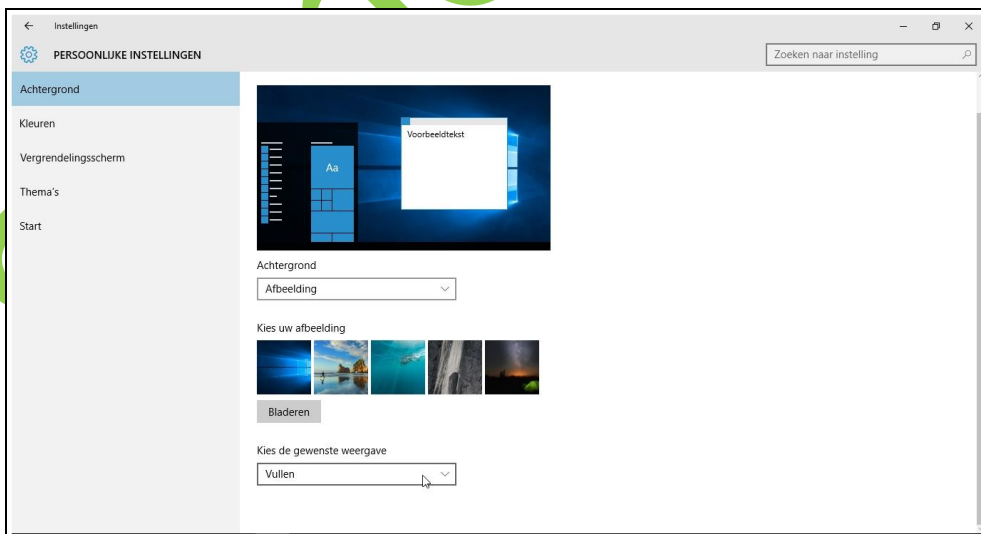 Instellingen
PERSOONLIJKE INSTELLINGEN
Zoeken naar instelling
Achtergrond
Kleuren
Vergrendelingsscherm
Thema's
Start
Voorbeeldtekst
Aa
Achtergrond
Afbeelding
Kies uw afbeelding
Bladeren
Kies de gewenste weergave
Vullen